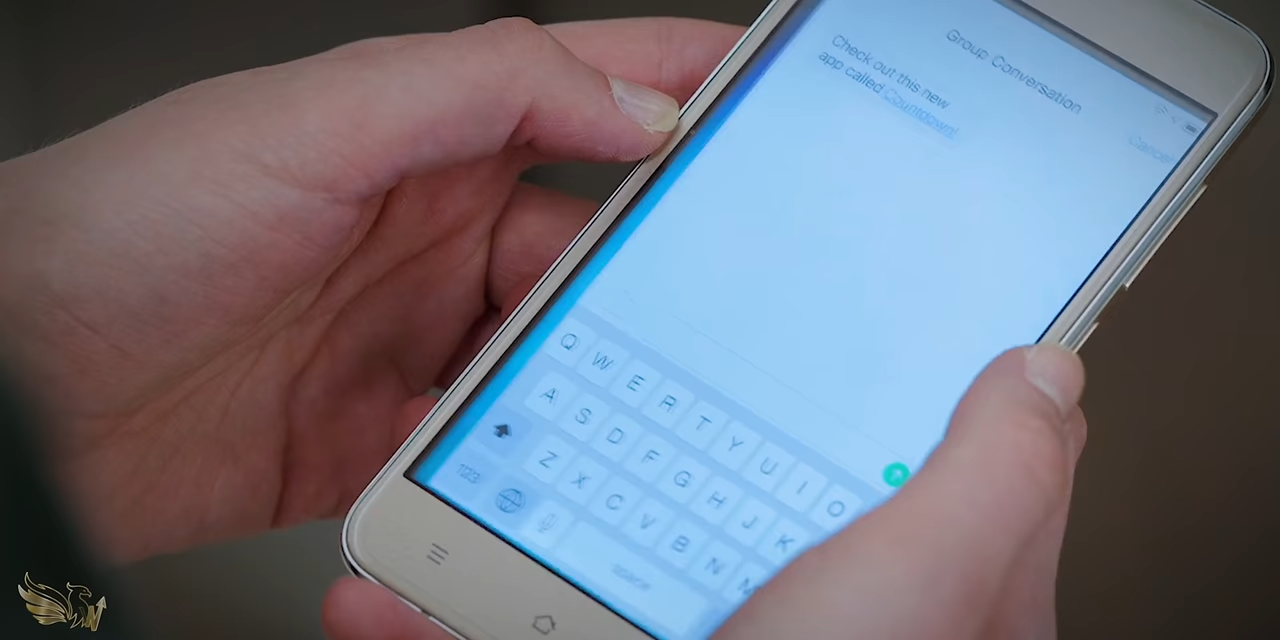 Group Conversation
Cancel
Check out this new
app called Countdown!
Q W E R T Y U I O
A S D F G H J K
Z X C V B N M
123
space